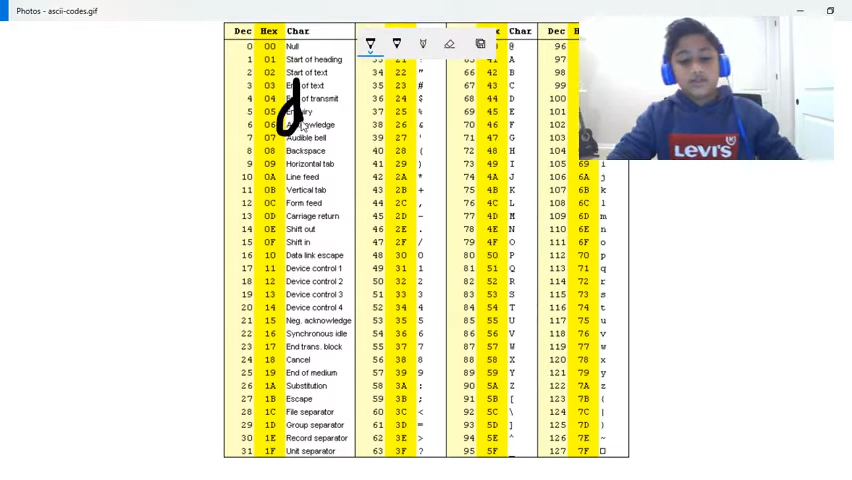 Photos - ascii-codes.gif
Dec Hex Char Char Dec H
0 00 Null @ 96
1 01 Start of heading A 97
2 02 Start of text 34 22 " 66 42 B 98
3 03 End of text 35 23 # 67 43 C 99
4 04 of transmit 36 24 $ 68 44 D 100
5 05 37 25 % 69 45 E 101
6 06 38 26 & 70 46 F 102
7 07 Audible bell 39 27 ' 71 47 G 103
8 08 Backspace 40 28 ( 72 48 H 104
9 09 Horizontal tab 41 29 ) 73 49 I 105 69 i
10 0A Line feed 42 2A * 74 4A J 106 6A j
11 0B Vertical tab 43 2B + 75 4B K 107 6B k
12 0C Form feed 44 2C , 76 4C L 108 6C l
13 0D Carriage return 45 2D - 77 4D M 109 6D m
14 0E Shift out 46 2E . 78 4E N 110 6E n
15 0F Shift in 47 2F / 79 4F O 111 6F o
16 10 Data link escape 48 30 0 80 50 P 112 70 p
17 11 Device control 1 49 31 1 81 51 Q 113 71 q
18 12 Device control 2 50 32 2 82 52 R 114 72 r
19 13 Device control 3 51 33 3 83 53 S 115 73 s
20 14 Device control 4 52 34 4 84 54 T 116 74 t
21 15 Neg. acknowledge 53 35 5 85 55 U 117 75 u
22 16 Synchronous idle 54 36 6 86 56 V 118 76 v
23 17 End trans. block 55 37 7 87 57 W 119 77 w
24 18 Cancel 56 38 8 88 58 X 120 78 x
25 19 End of medium 57 39 9 89 59 Y 121 79 y
26 1A Substitution 58 3A : 90 5A Z 122 7A z
27 1B Escape 59 3B ; 91 5B [ 123 7B {
28 1C File separator 60 3C < 92 5C \ 124 7C |
29 1D Group separator 61 3D = 93 5D ] 125 7D }
30 1E Record separator 62 3E > 94 5E ^ 126 7E ~
31 1F Unit separator 63 3F ? 95 5F _ 127 7F □
d
LEVI'S